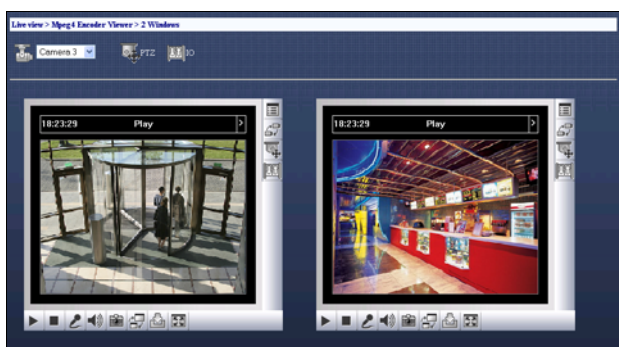 Live view > Mpeg4 Encoder Viewer > 2 Windows
Camera 3
PTZ
IO
18:23:29 Play >
18:23:29 Play >